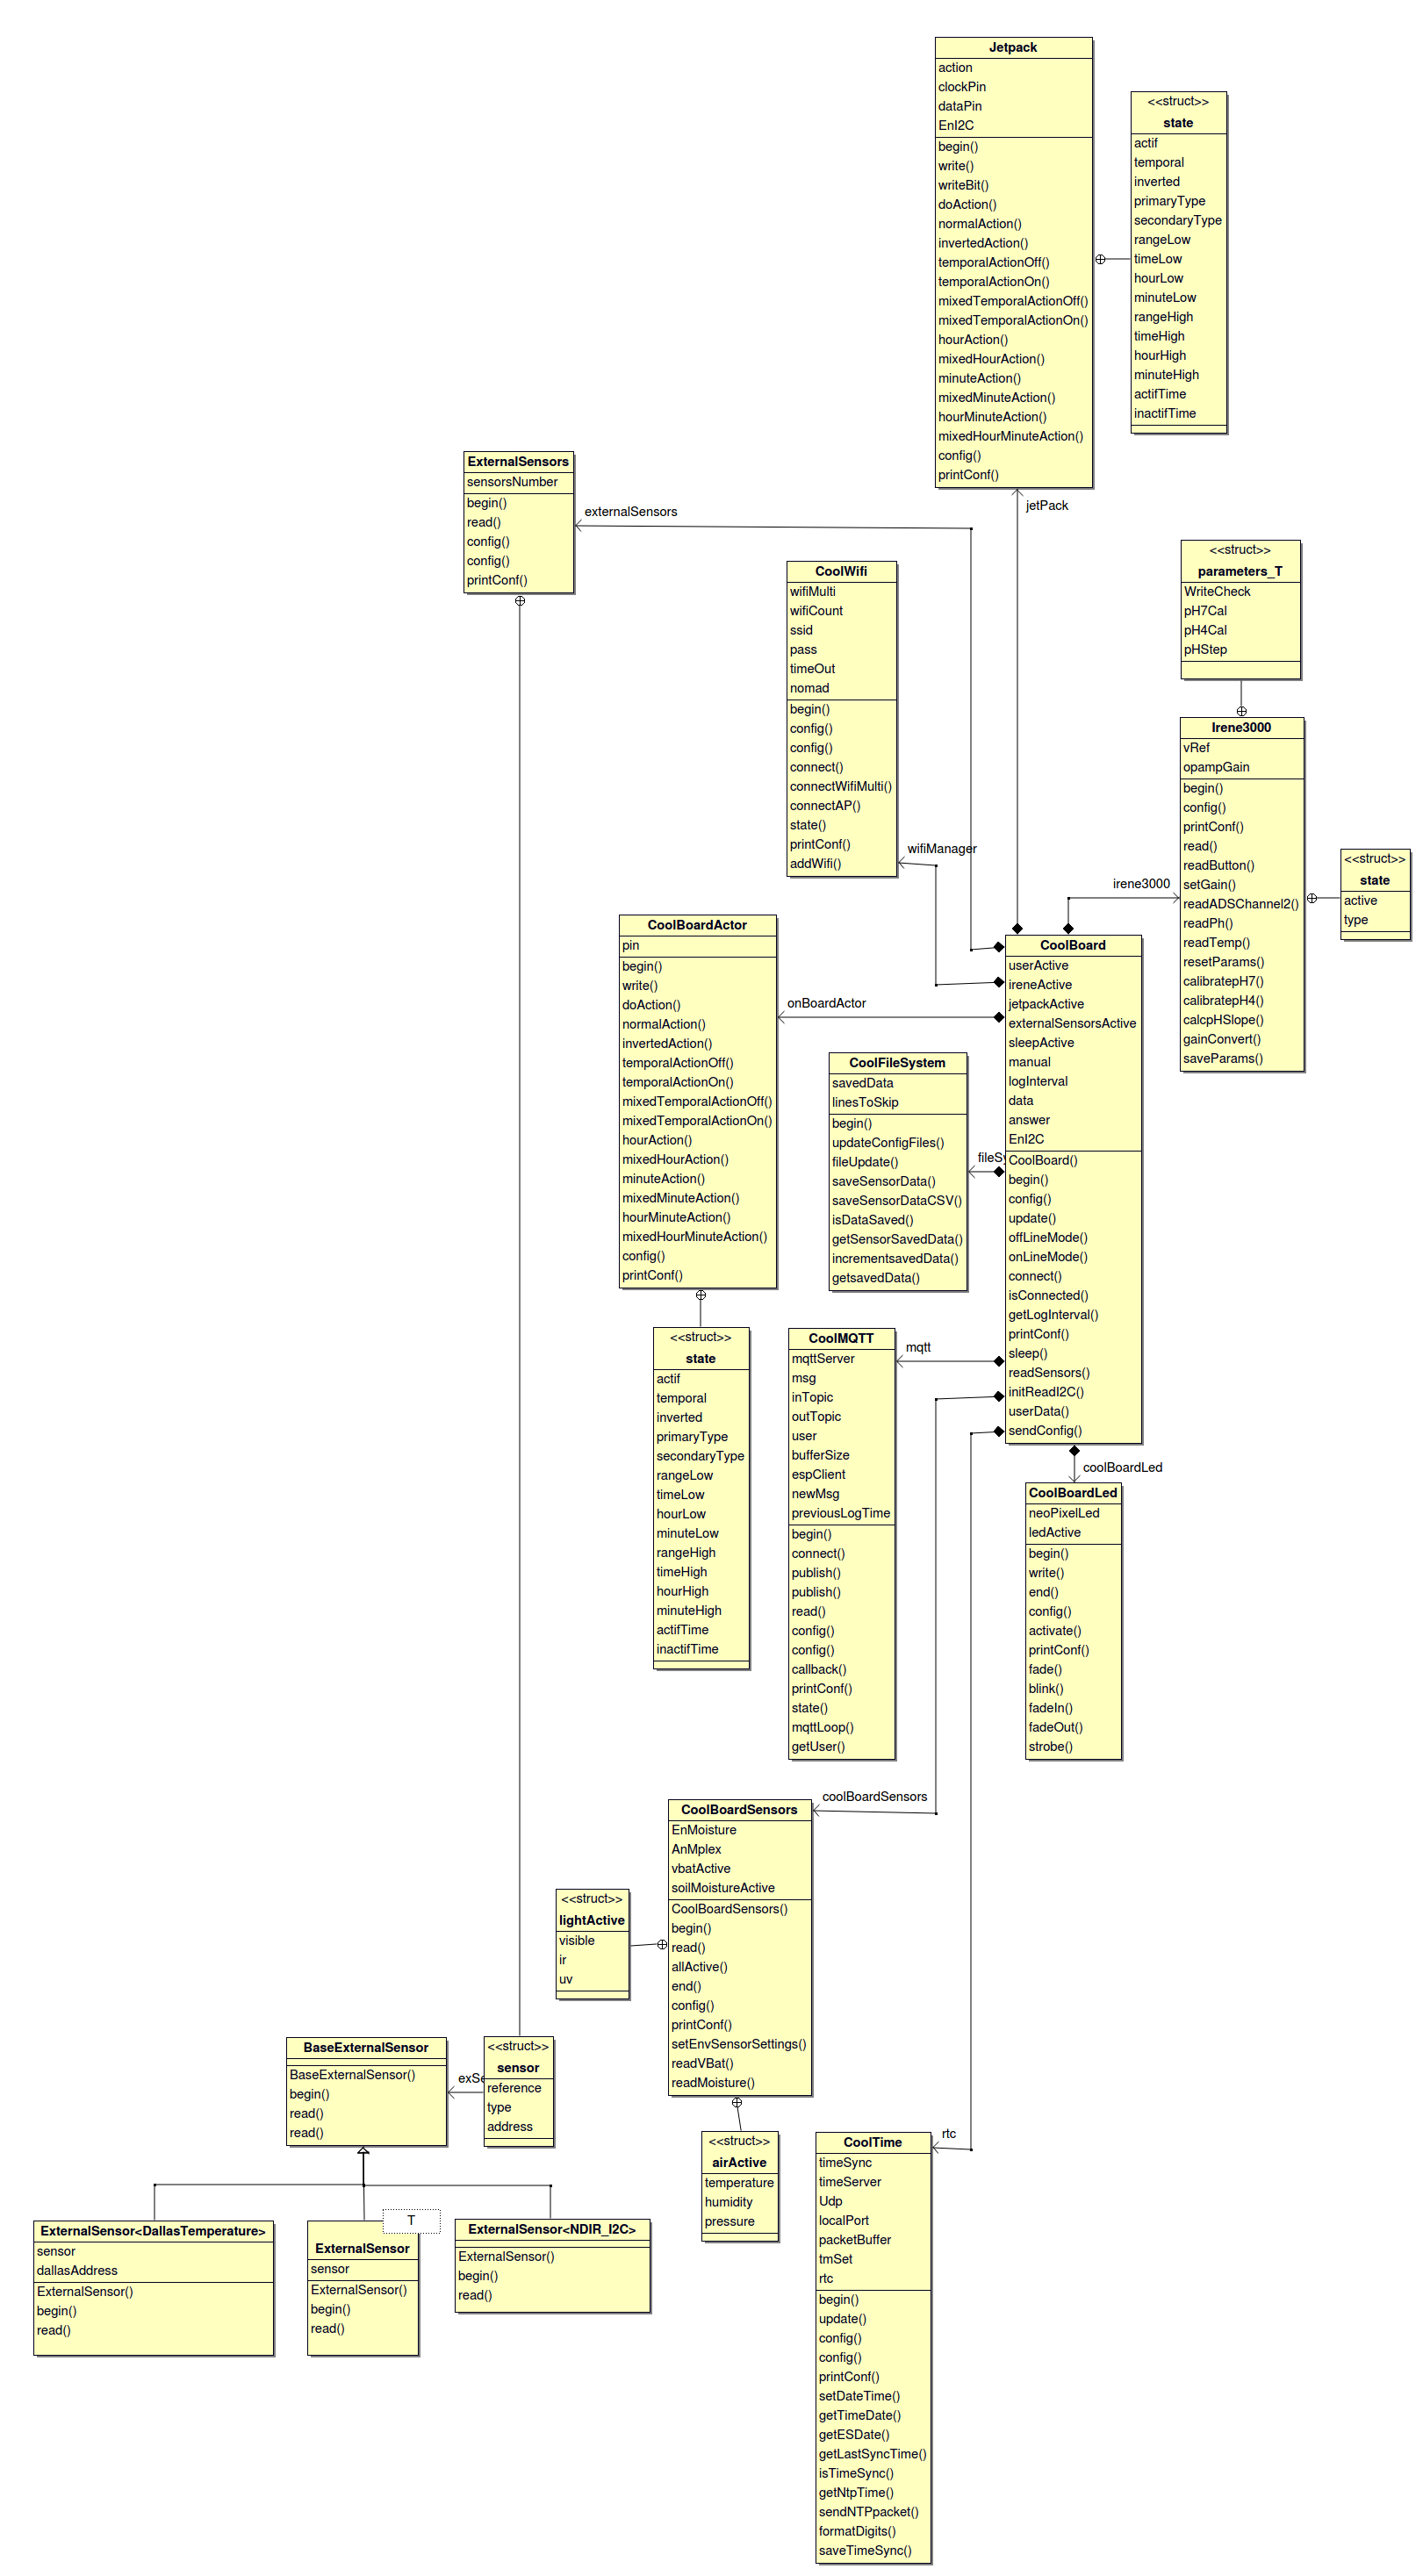 Jetpack
action
clockPin
dataPin
EnI2C
begin()
write()
writeBit()
doAction()
normalAction()
invertedAction()
temporalActionOff()
temporalActionOn()
mixedTemporalActionOff()
mixedTemporalActionOn()
hourAction()
mixedHourAction()
minuteAction()
mixedMinuteAction()
hourMinuteAction()
mixedHourMinuteAction()
config()
printConf()
<<struct>>
state
actif
temporal
inverted
primaryType
secondaryType
rangeLow
timeLow
hourLow
minuteLow
rangeHigh
timeHigh
hourHigh
minuteHigh
actifTime
inactifTime
jetPack
ExternalSensors
sensorsNumber
begin()
read()
config()
config()
printConf()
externalSensors
CoolWifi
wifiMulti
wifiCount
ssid
pass
timeOut
nomad
begin()
config()
config()
connect()
connectWifiMulti()
connectAP()
state()
printConf()
addWifi()
wifiManager
<<struct>>
parameters_T
WriteCheck
pH7Cal
pH4Cal
pHStep
Irene3000
vRef
opampGain
begin()
config()
printConf()
read()
readButton()
setGain()
readADSChannel2()
readPh()
readTemp()
resetParams()
calibratepH7()
calibratepH4()
calcpHSlope()
gainConvert()
saveParams()
irene3000
<<struct>>
state
active
type
CoolBoardActor
pin
begin()
write()
doAction()
normalAction()
invertedAction()
temporalActionOff()
temporalActionOn()
mixedTemporalActionOff()
mixedTemporalActionOn()
hourAction()
mixedHourAction()
minuteAction()
mixedMinuteAction()
hourMinuteAction()
mixedHourMinuteAction()
config()
printConf()
onBoardActor
CoolBoard
userActive
ireneActive
jetpackActive
externalSensorsActive
sleepActive
manual
logInterval
data
answer
EnI2C
CoolBoard()
begin()
config()
update()
offLineMode()
onLineMode()
connect()
isConnected()
getLogInterval()
printConf()
sleep()
readSensors()
initReadI2C()
userData()
sendConfig()
CoolFileSystem
savedData
linesToSkip
begin()
updateConfigFiles()
fileUpdate()
saveSensorData()
saveSensorDataCSV()
isDataSaved()
getSensorSavedData()
incrementsavedData()
getsavedData()
<<struct>>
state
actif
temporal
inverted
primaryType
secondaryType
rangeLow
timeLow
hourLow
minuteLow
rangeHigh
timeHigh
hourHigh
minuteHigh
actifTime
inactifTime
CoolMQTT
mqttServer
msg
inTopic
outTopic
user
bufferSize
espClient
newMsg
previousLogTime
begin()
connect()
publish()
publish()
read()
config()
config()
callback()
printConf()
state()
mqttLoop()
getUser()
mqtt
coolBoardLed
CoolBoardLed
neoPixelLed
ledActive
begin()
write()
end()
config()
activate()
printConf()
fade()
blink()
fadeIn()
fadeOut()
strobe()
coolBoardSensors
CoolBoardSensors
EnMoisture
AnMplex
vbatActive
soilMoistureActive
CoolBoardSensors()
begin()
read()
allActive()
end()
config()
printConf()
setEnvSensorSettings()
readVBat()
readMoisture()
<<struct>>
lightActive
visible
ir
uv
BaseExternalSensor
BaseExternalSensor()
begin()
read()
read()
<<struct>>
sensor
reference
type
address
<<struct>>
airActive
temperature
humidity
pressure
rtc
CoolTime
timeSync
timeServer
Udp
localPort
packetBuffer
tmSet
rtc
begin()
update()
config()
config()
printConf()
setDateTime()
getTimeDate()
getESDate()
getLastSyncTime()
isTimeSync()
getNtpTime()
sendNTPpacket()
formatDigits()
saveTimeSync()
ExternalSensor<DallasTemperature>
sensor
dallasAddress
ExternalSensor()
begin()
read()
T
ExternalSensor
sensor
ExternalSensor()
begin()
read()
ExternalSensor<NDIR_I2C>
ExternalSensor()
begin()
read()